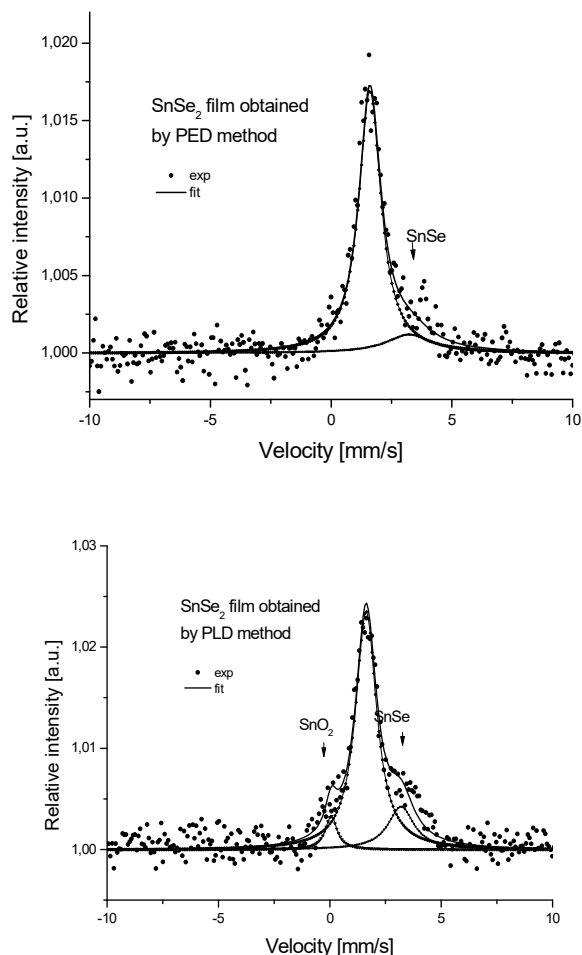 1,020
SnSe₂ film obtained
by PED method
1,015
exp
fit
Relative intensity [a.u.]
1,010
SnSe
1,005
1,000
-10 -5 0 5 10
Velocity [mm/s]
1,03
SnSe₂ film obtained
by PLD method
exp
fit
1,02
Relative intensity [a.u.]
SnO₂ SnSe
1,01
1,00
-10 -5 0 5 10
Velocity [mm/s]